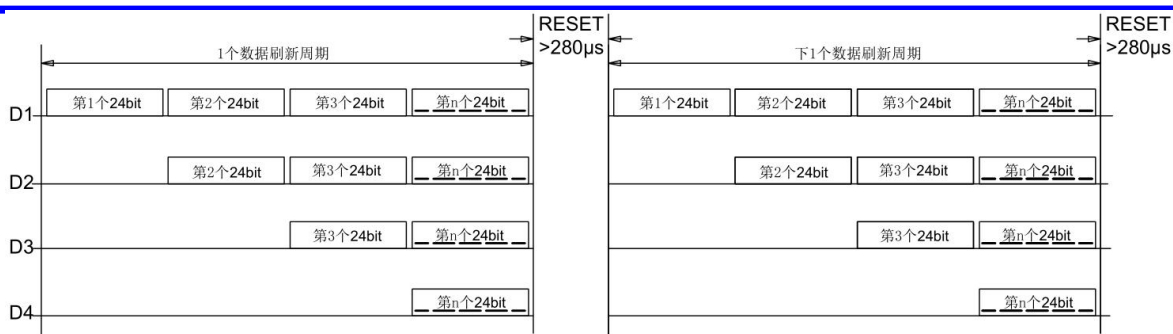 RESET
>280μs
RESET
>280μs
1个数据刷新周期
下1个数据刷新周期
D1 第1个24bit 第2个24bit 第3个24bit 第n个24bit 第1个24bit 第2个24bit 第3个24bit 第n个24bit
D2 第2个24bit 第3个24bit 第n个24bit 第2个24bit 第3个24bit 第n个24bit
D3 第3个24bit 第n个24bit 第3个24bit 第n个24bit
D4 第n个24bit 第n个24bit